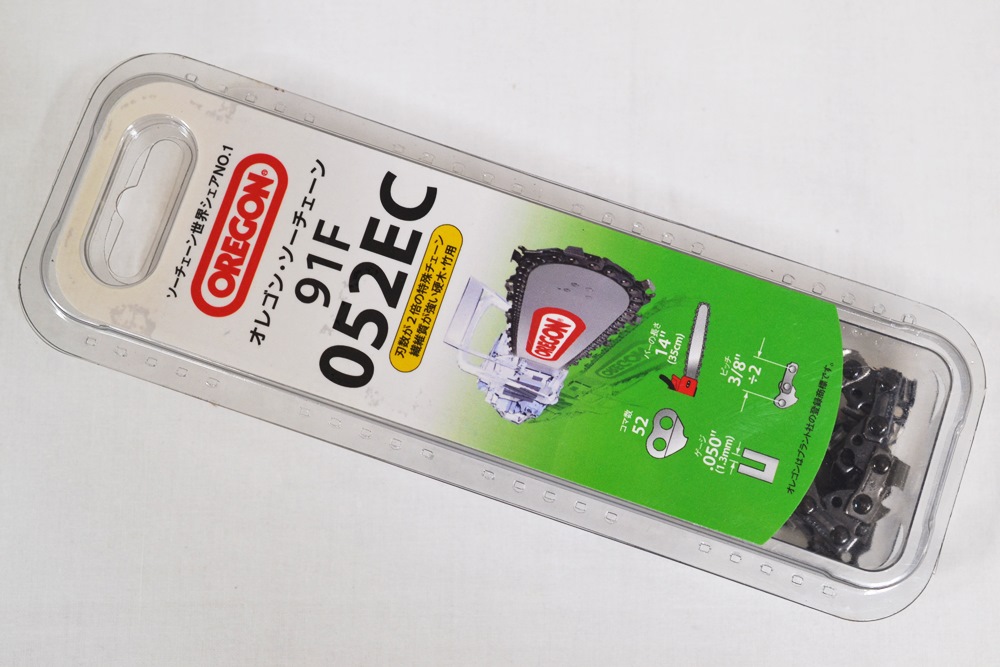 ソーチェーン世界シェアNO.1
OREGON®
オレゴン・ソーチェーン
91F
052EC
刃数が2倍の特殊チェーン
繊維質が強い硬木・竹用
OREGON
OREGON
バーの長さ
14"
(35cm)
ピッチ
3/8"
÷2
コマ数
52
ゲージ
.050"
(1.3mm)
オレゴンはブラント社の登録商標です。